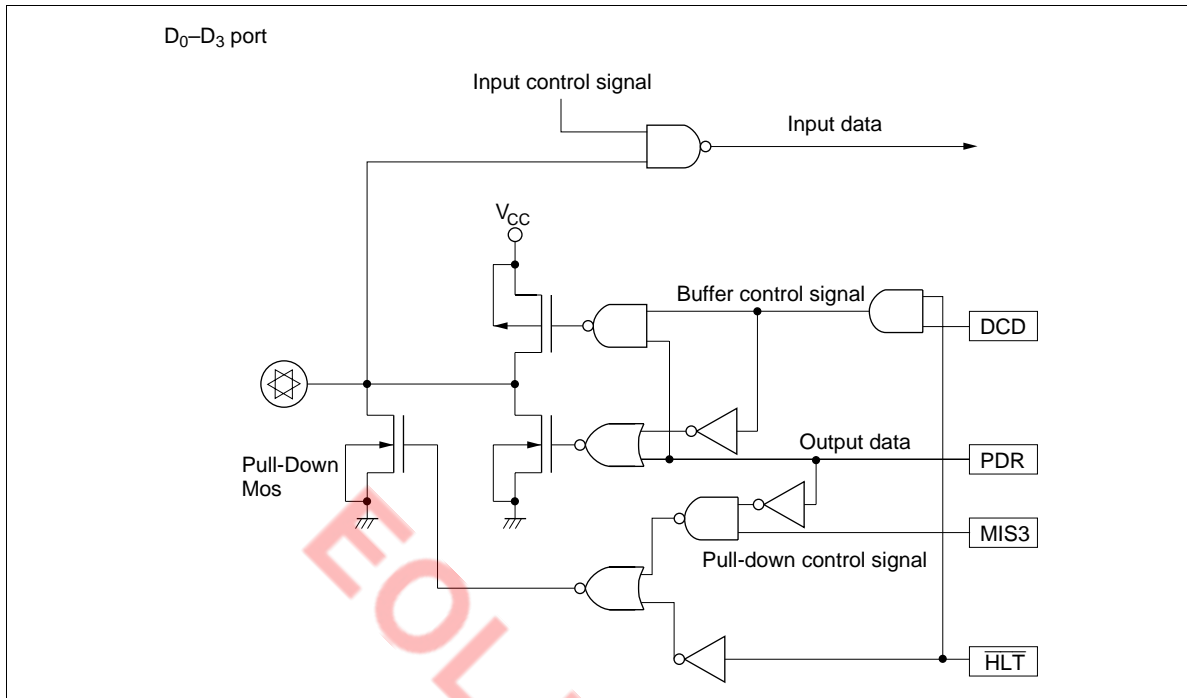 D0–D3 port
Input control signal
Input data
VCC
Buffer control signal
DCD
Output data
PDR
Pull-Down
Mos
MIS3
Pull-down control signal
HLT
EOL